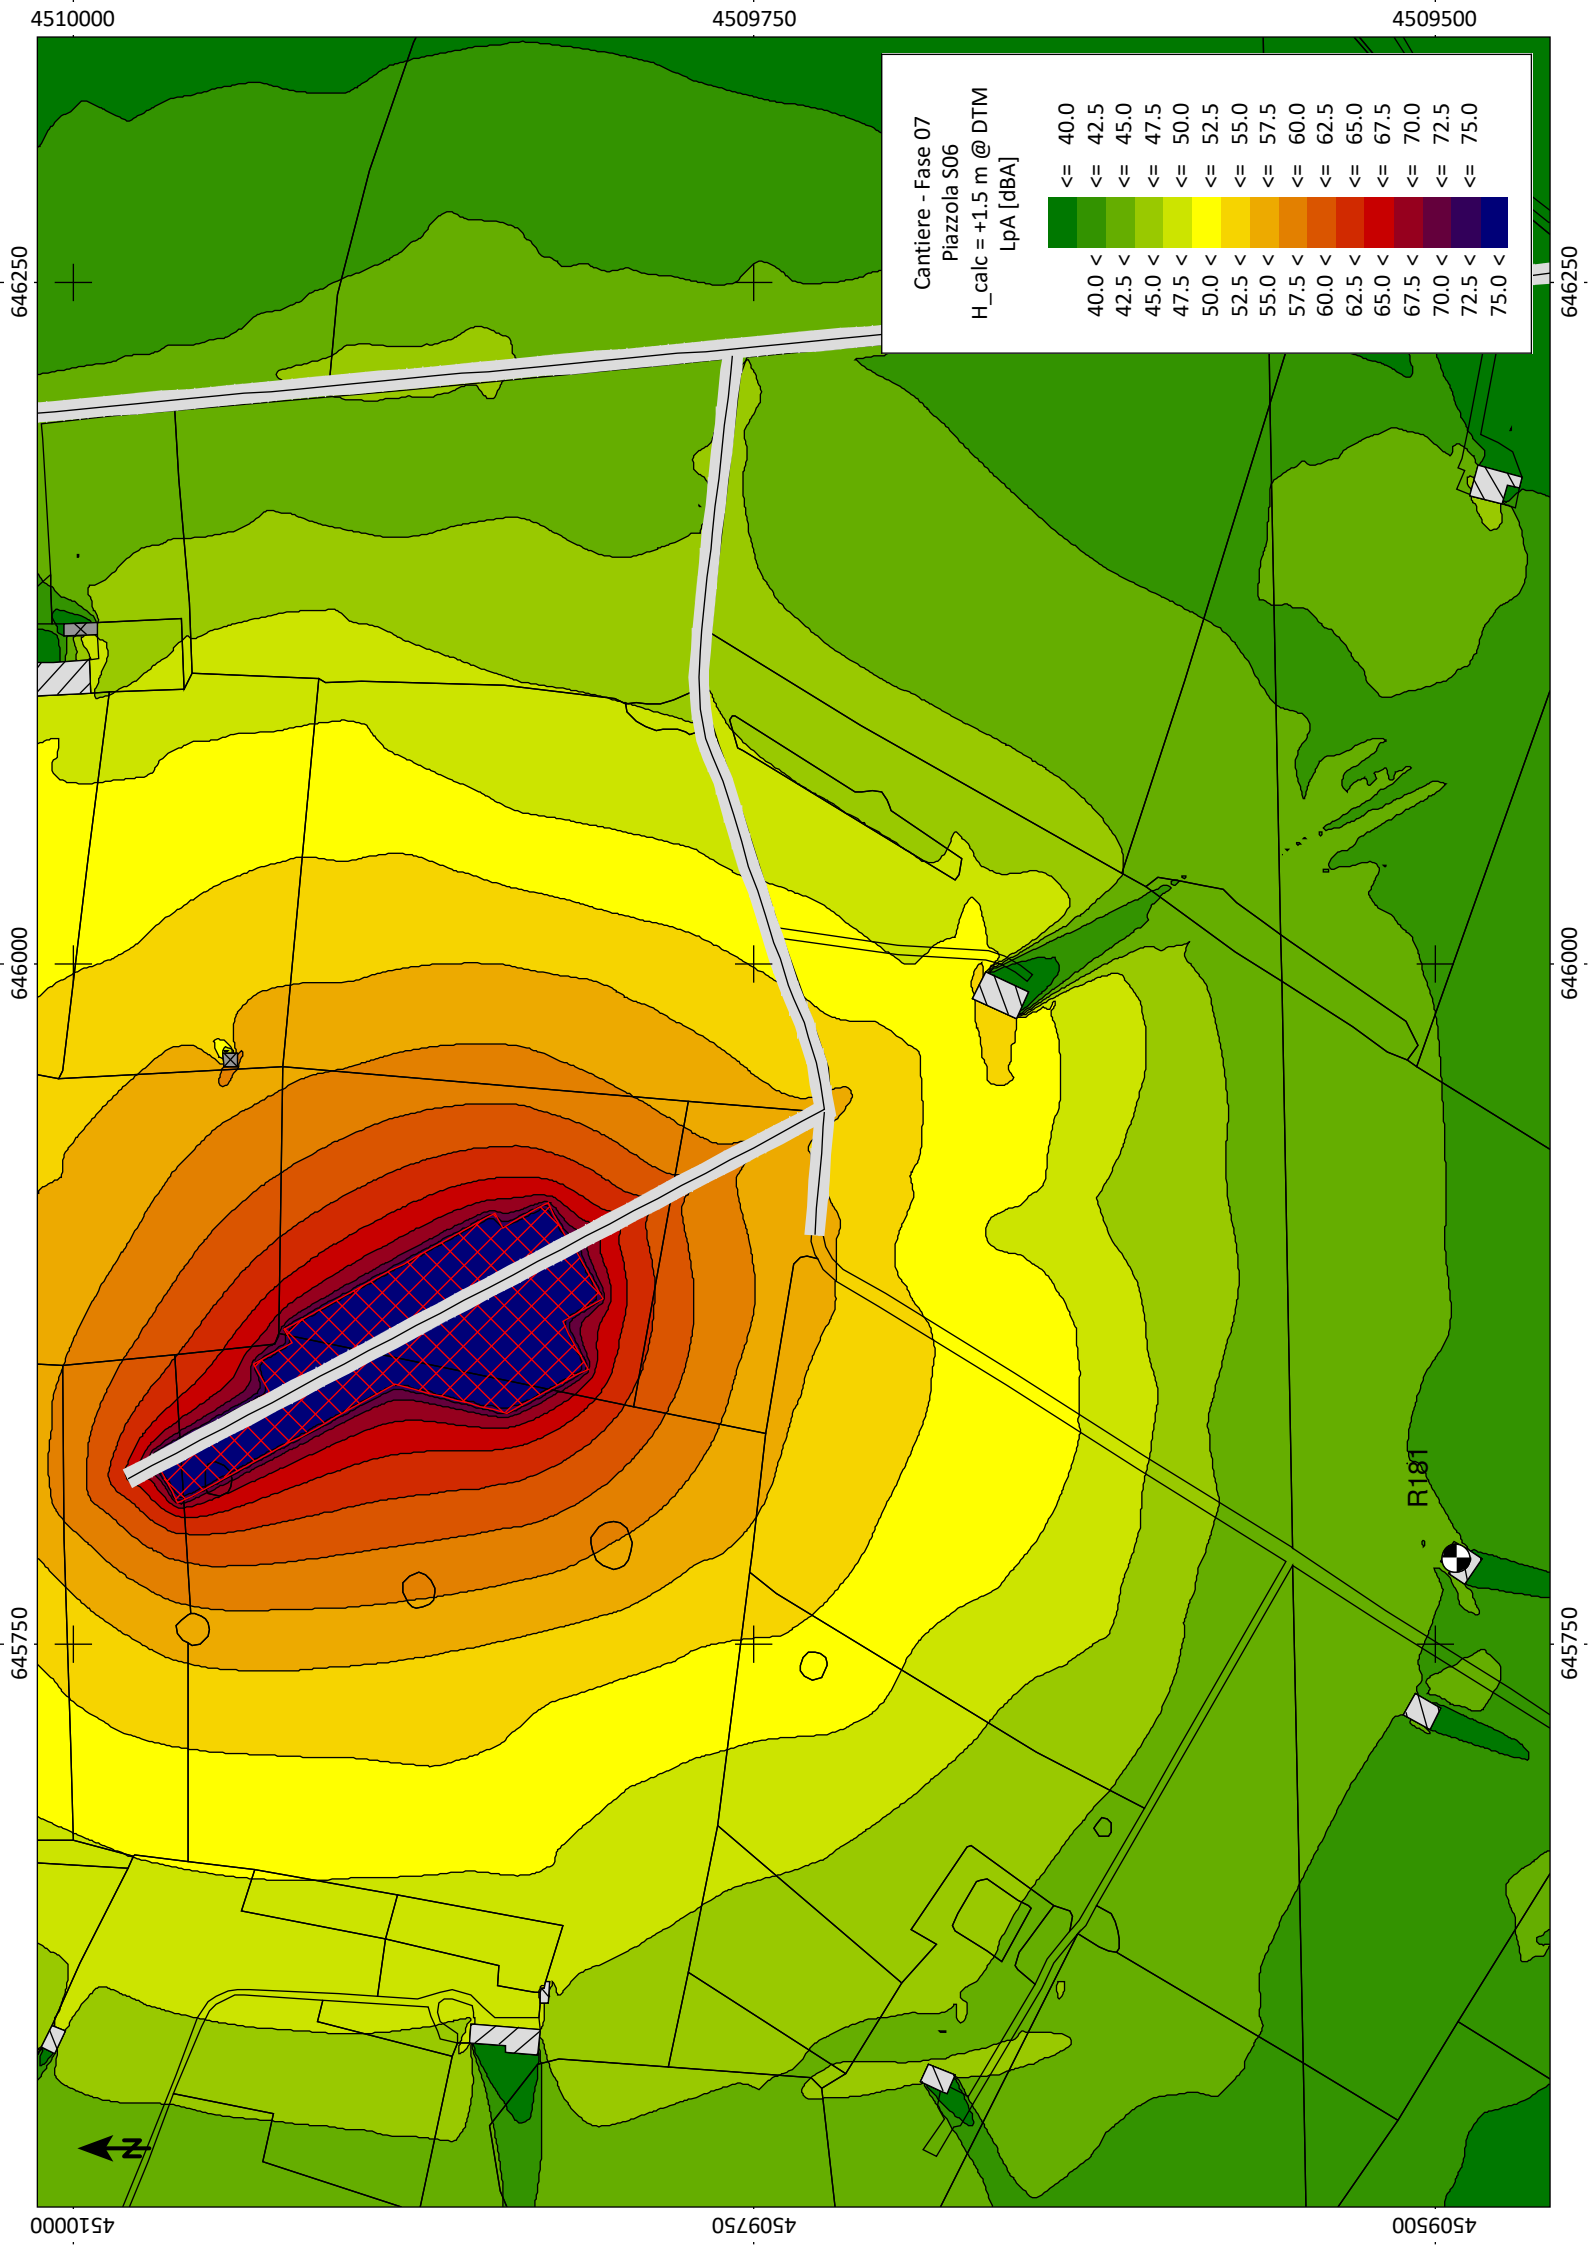 4510000
4509750
4509500
646250
646000
645750
646250
646000
645750
4510000
4509750
4509500
Cantiere - Fase 07
Piazzola S06
H_calc = +1.5 m @ DTM
LpA [dBA]
<= 40.0
40.0 < <= 42.5
42.5 < <= 45.0
45.0 < <= 47.5
47.5 < <= 50.0
50.0 < <= 52.5
52.5 < <= 55.0
55.0 < <= 57.5
57.5 < <= 60.0
60.0 < <= 62.5
62.5 < <= 65.0
65.0 < <= 67.5
67.5 < <= 70.0
70.0 < <= 72.5
72.5 < <= 75.0
75.0 <
R181
N